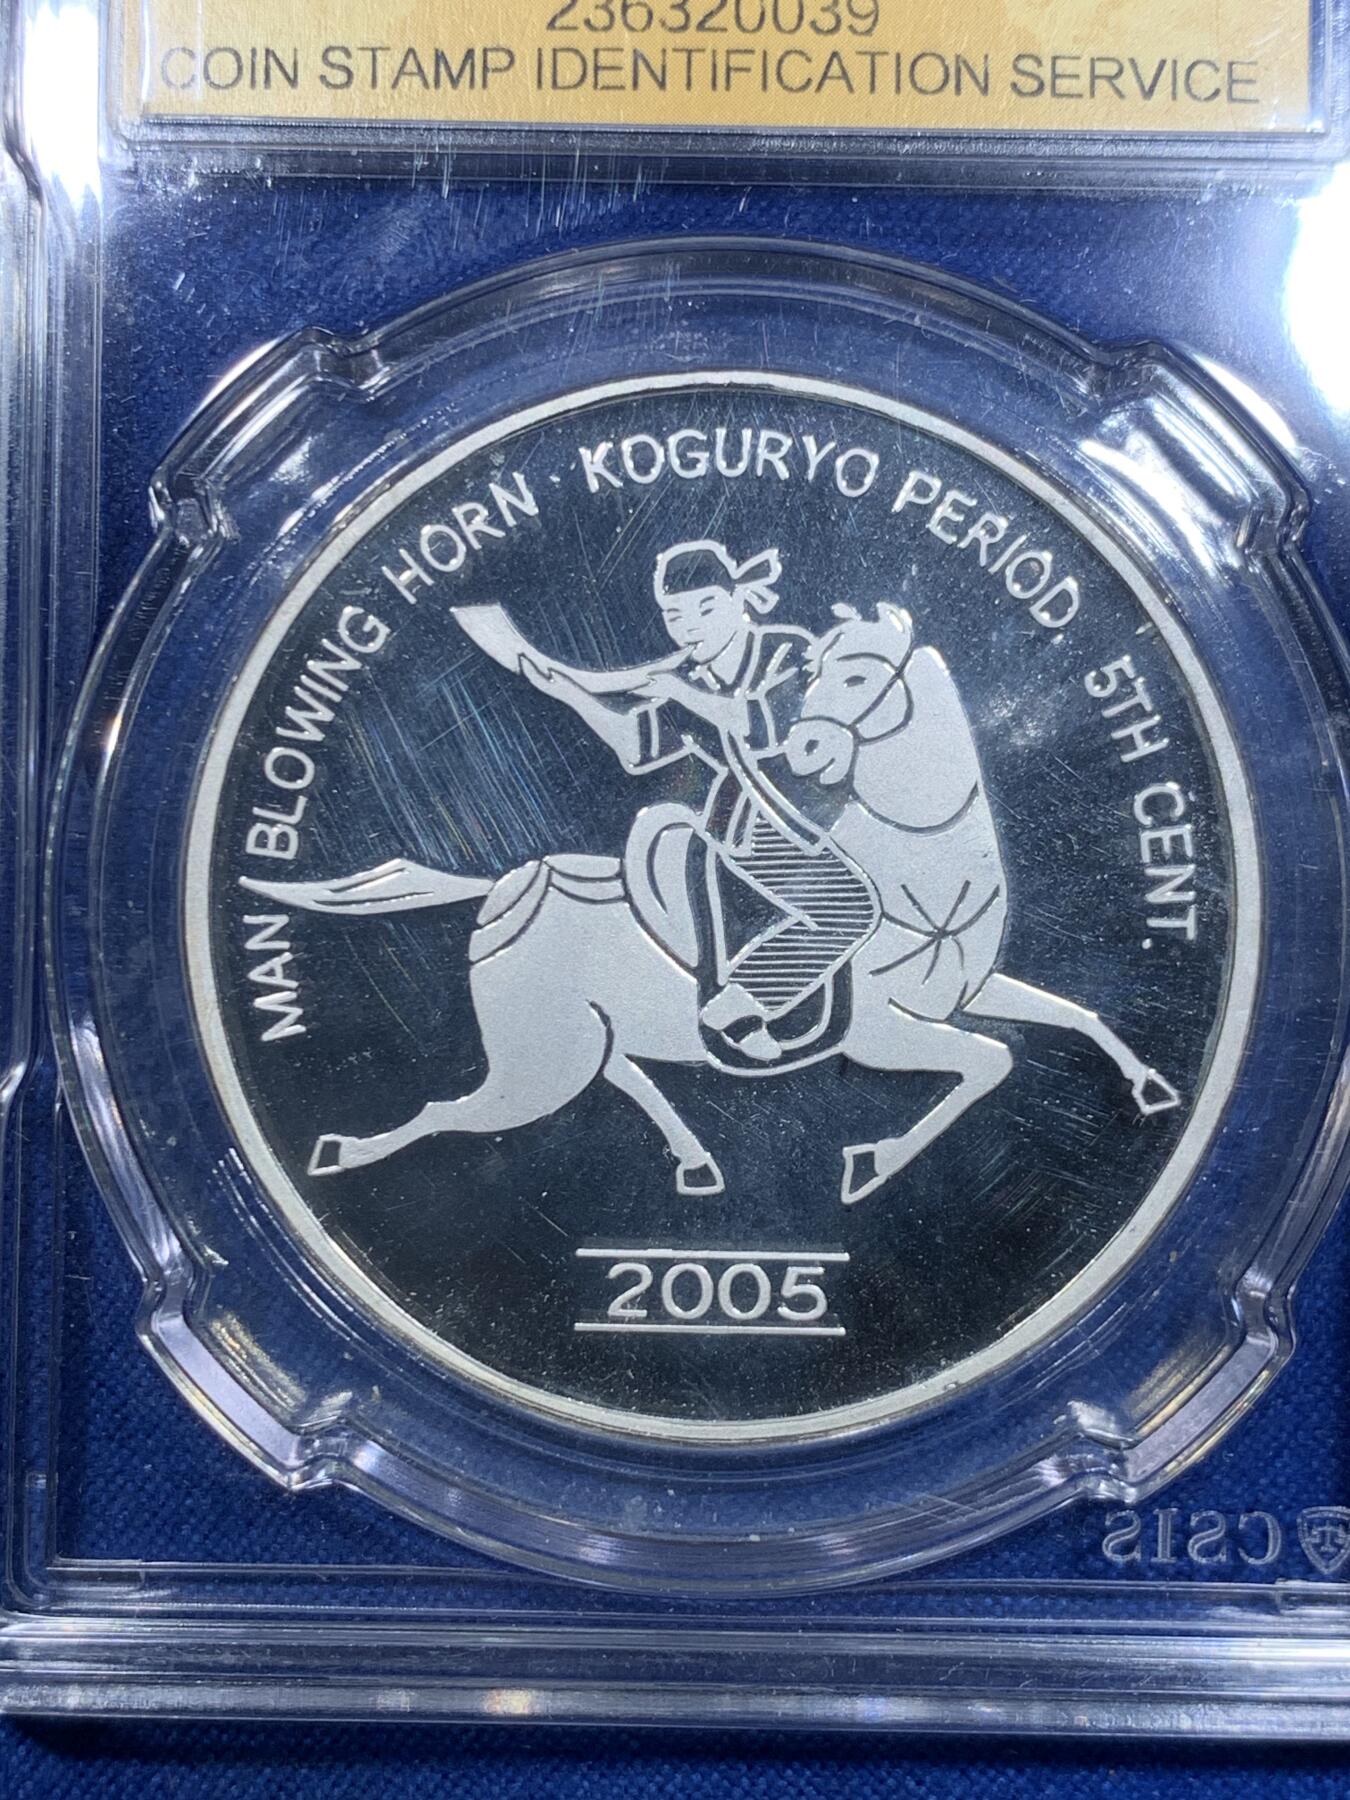 236320039
COIN STAMP IDENTIFICATION SERVICE
MAN BLOWING HORN · KOGURYO PERIOD, 5TH CENT.
2005
CSIS